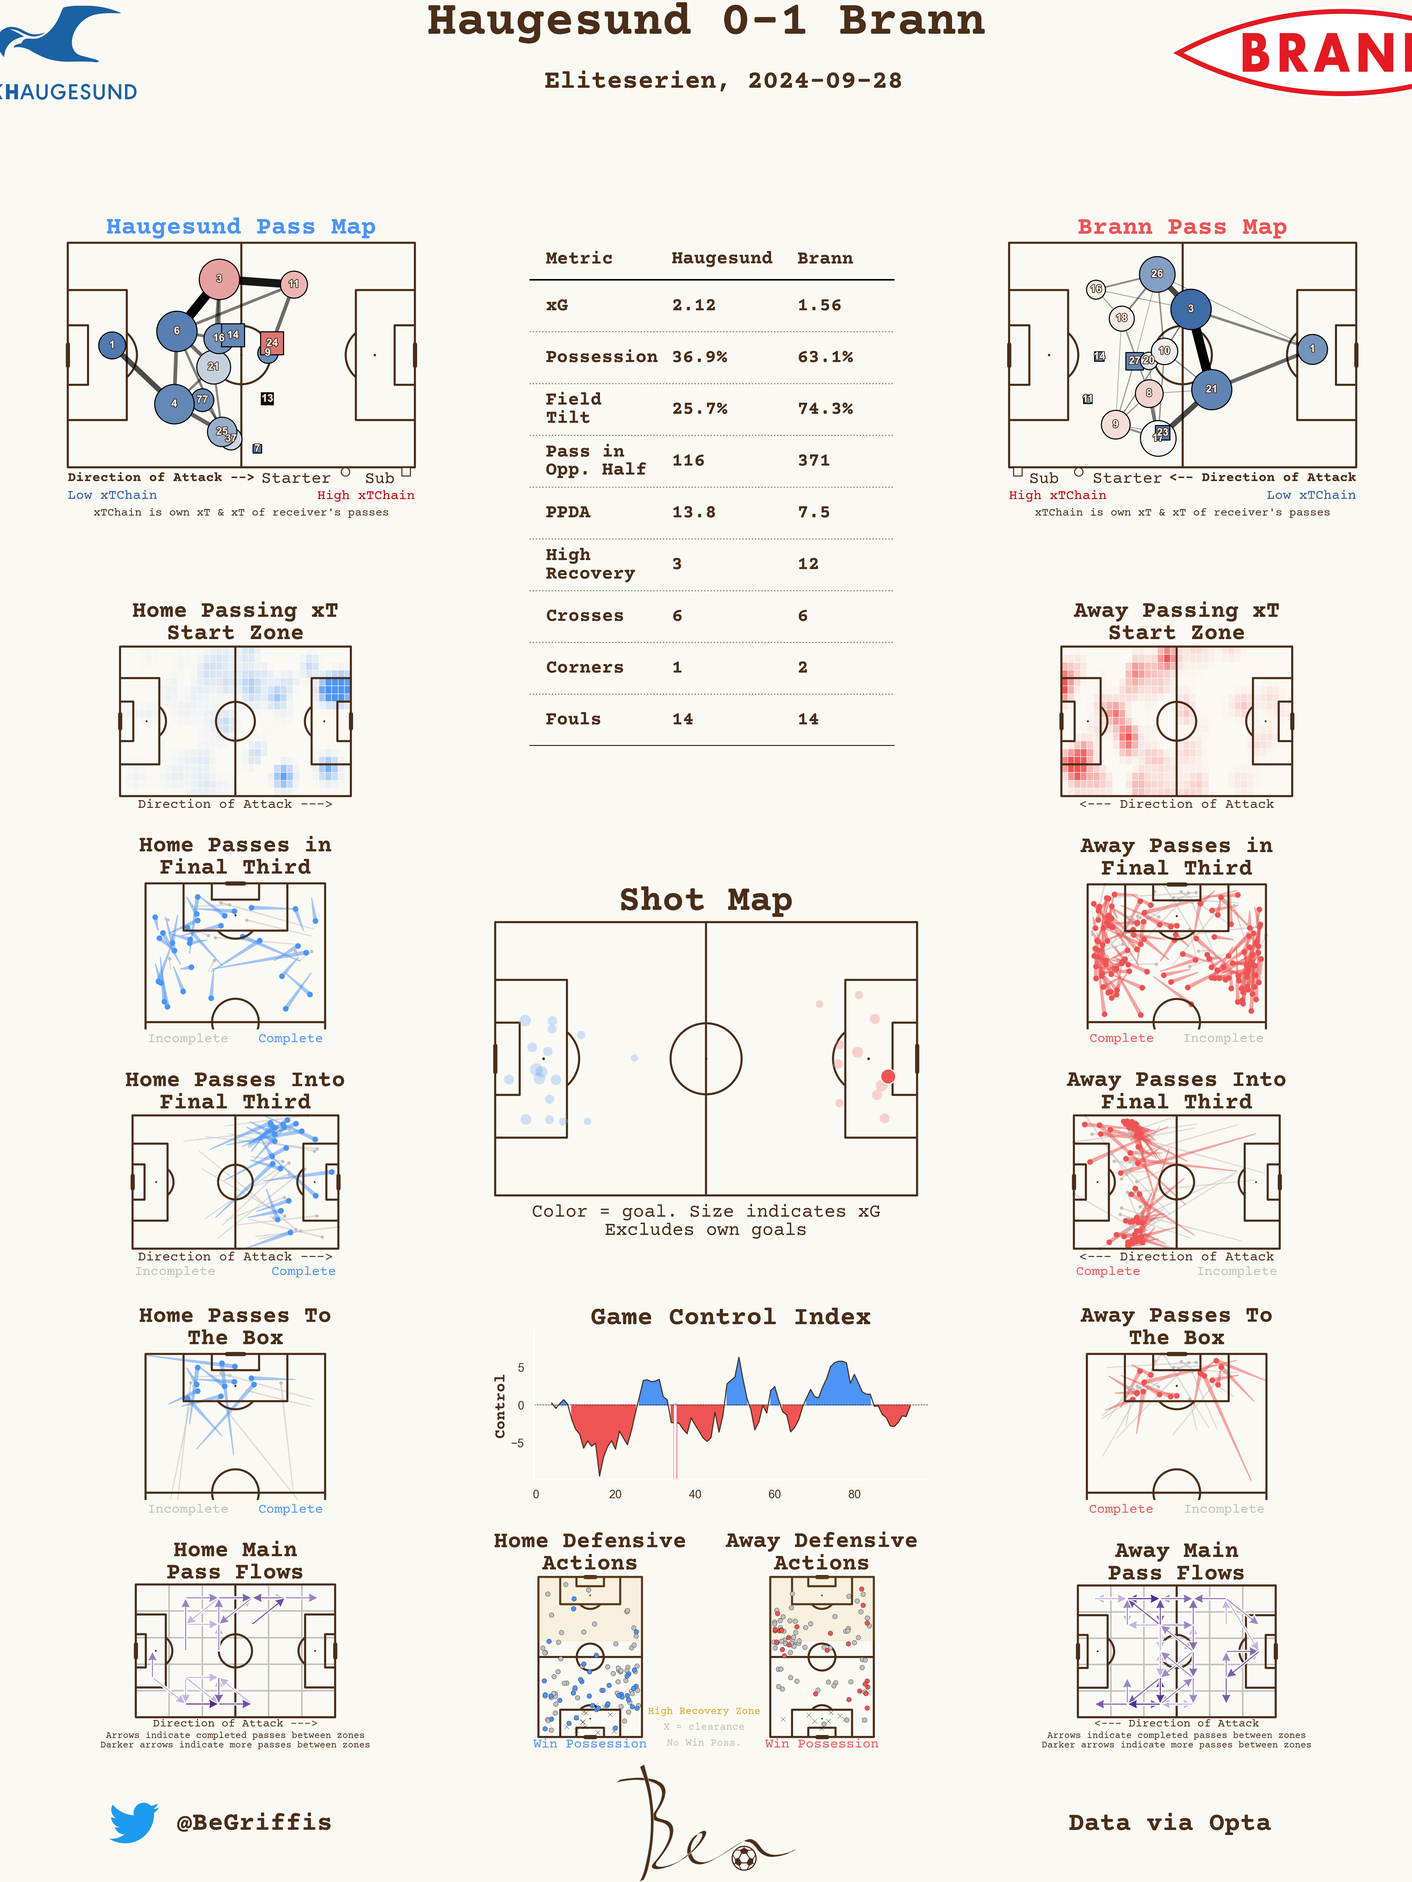 Haugesund 0-1 Brann
Eliteserien, 2024-09-28
KHAUGESUND
BRANN
Haugesund Pass Map
3
11
6
16
14
24
9
1
21
4
77
13
25
37
7
Direction of Attack --> Starter Sub
Low xTChain High xTChain
xTChain is own xT & xT of receiver's passes
Metric Haugesund Brann
xG 2.12 1.56
Possession 36.9% 63.1%
Field
Tilt 25.7% 74.3%
Pass in
Opp. Half 116 371
PPDA 13.8 7.5
High
Recovery 3 12
Crosses 6 6
Corners 1 2
Fouls 14 14
Brann Pass Map
26
16
3
18
10
1
14
27
20
21
11
8
9
23
17
Sub Starter <-- Direction of Attack
High xTChain Low xTChain
xTChain is own xT & xT of receiver's passes
Home Passing xT
Start Zone
Direction of Attack --->
Away Passing xT
Start Zone
<--- Direction of Attack
Home Passes in
Final Third
Incomplete Complete
Away Passes in
Final Third
Complete Incomplete
Shot Map
Color = goal. Size indicates xG
Excludes own goals
Home Passes Into
Final Third
Direction of Attack --->
Incomplete Complete
Away Passes Into
Final Third
<--- Direction of Attack
Complete Incomplete
Home Passes To
The Box
Incomplete Complete
Game Control Index
Control
5
0
−5
0 20 40 60 80
Away Passes To
The Box
Complete Incomplete
Home Main
Pass Flows
Direction of Attack --->
Arrows indicate completed passes between zones
Darker arrows indicate more passes between zones
Home Defensive
Actions
Win Possession
Away Defensive
Actions
Win Possession
High Recovery Zone
X = clearance
No Win Poss.
Away Main
Pass Flows
<--- Direction of Attack
Arrows indicate completed passes between zones
Darker arrows indicate more passes between zones
@BeGriffis
Ben
Data via Opta